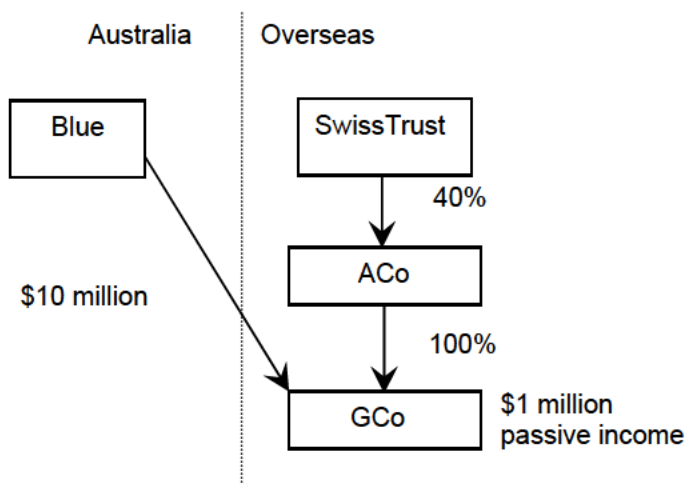 Australia
Overseas
Blue
SwissTrust
40%
ACo
$10 million
100%
GCo
$1 million
passive income